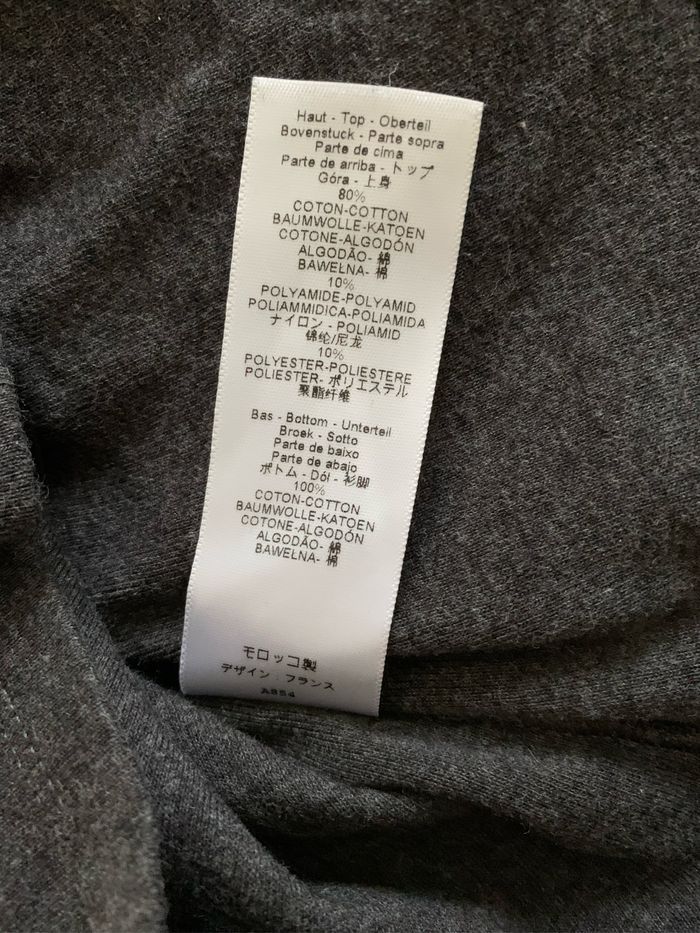 Haut - Top - Oberteil
Bovenstuck - Parte sopra
Parte de cima
Parte de arriba - トップ
Góra - 上身
80%
COTON-COTTON
BAUMWOLLE-KATOEN
COTONE-ALGODÓN
ALGODÃO- 綿
BAWEŁNA- 棉
10%
POLYAMIDE-POLYAMID
POLIAMMIDICA-POLIAMIDA
ナイロン - POLIAMID
锦纶/尼龙
10%
POLYESTER-POLIESTERE
POLIESTER- ポリエステル
聚酯纤维
Bas - Bottom - Unterteil
Broek - Sotto
Parte de baixo
Parte de abajo
ボトム - Dół - 衫脚
100%
COTON-COTTON
BAUMWOLLE-KATOEN
COTONE-ALGODÓN
ALGODÃO- 綿
BAWEŁNA- 棉
モロッコ製
デザイン : フランス
A954